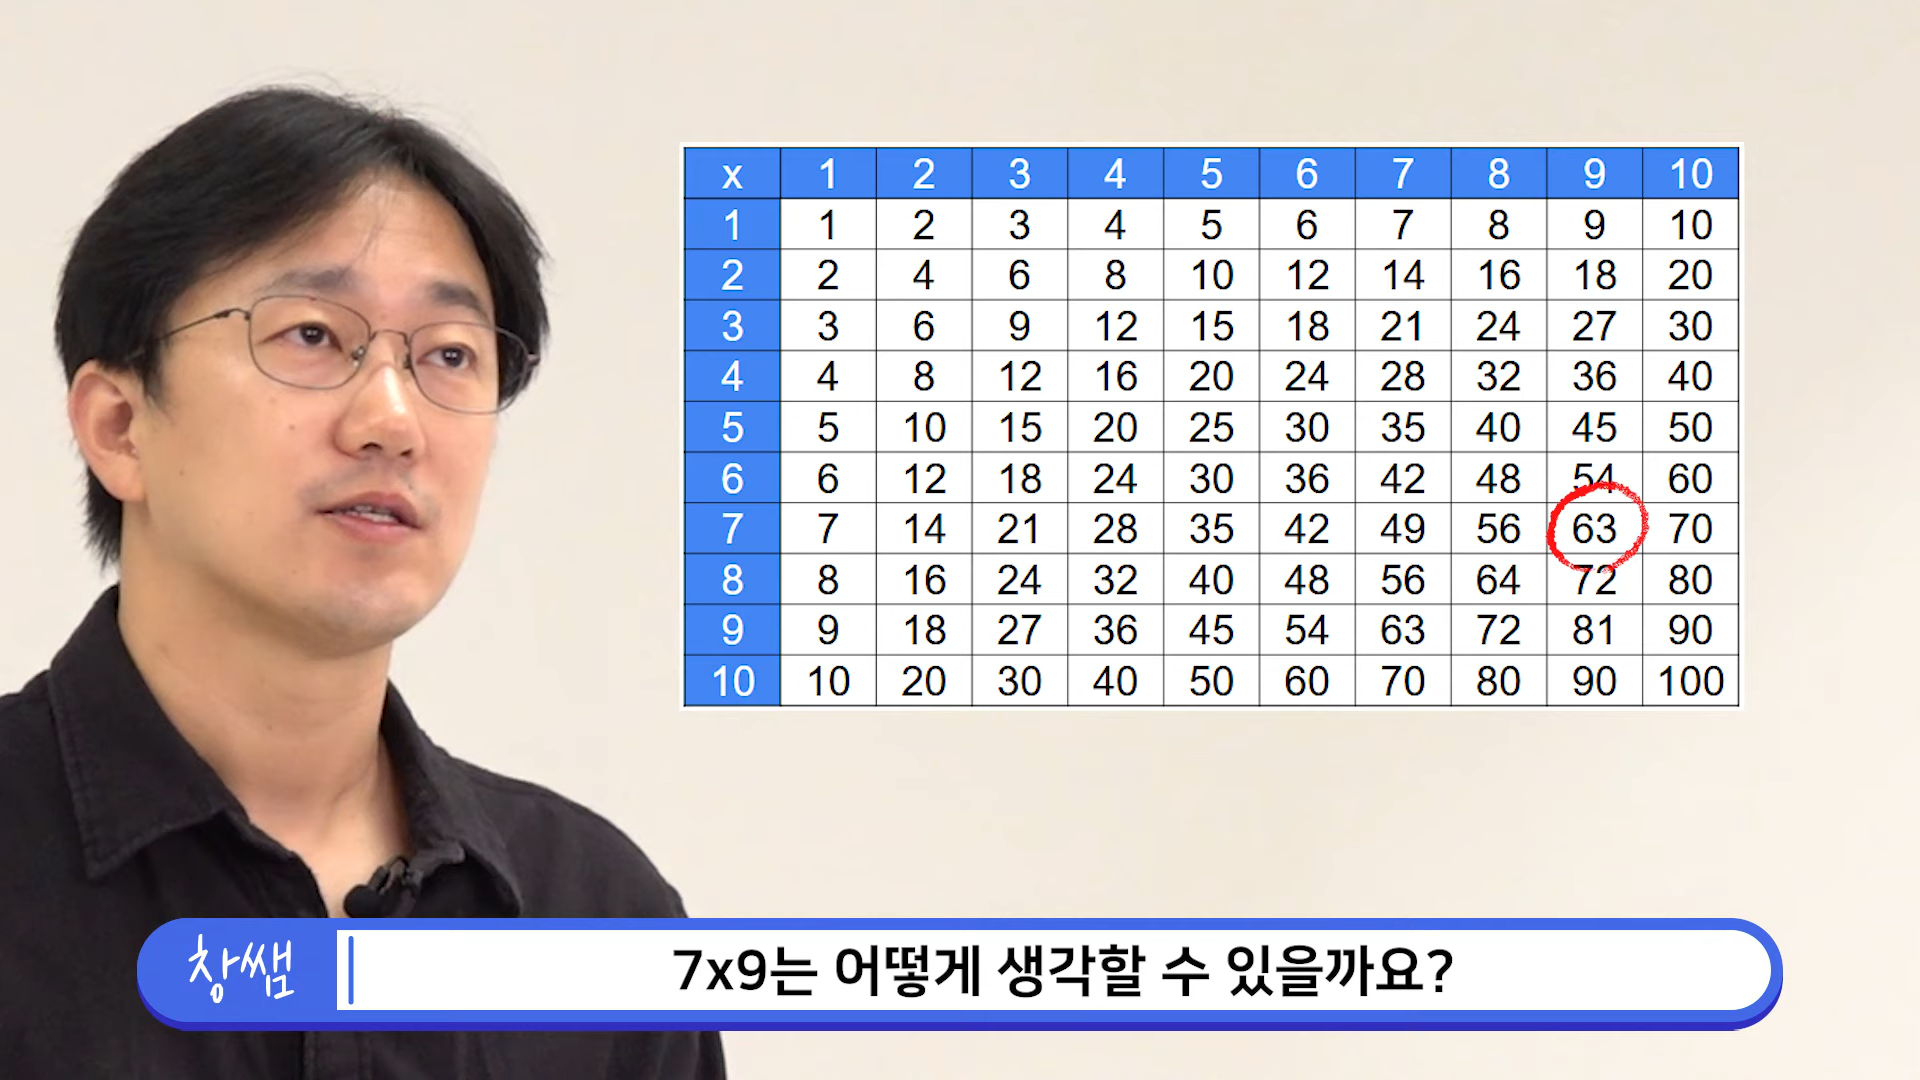 x 1 2 3 4 5 6 7 8 9 10
1 1 2 3 4 5 6 7 8 9 10
2 2 4 6 8 10 12 14 16 18 20
3 3 6 9 12 15 18 21 24 27 30
4 4 8 12 16 20 24 28 32 36 40
5 5 10 15 20 25 30 35 40 45 50
6 6 12 18 24 30 36 42 48 54 60
7 7 14 21 28 35 42 49 56 63 70
8 8 16 24 32 40 48 56 64 72 80
9 9 18 27 36 45 54 63 72 81 90
10 10 20 30 40 50 60 70 80 90 100
창쌤
7x9는 어떻게 생각할 수 있을까요?